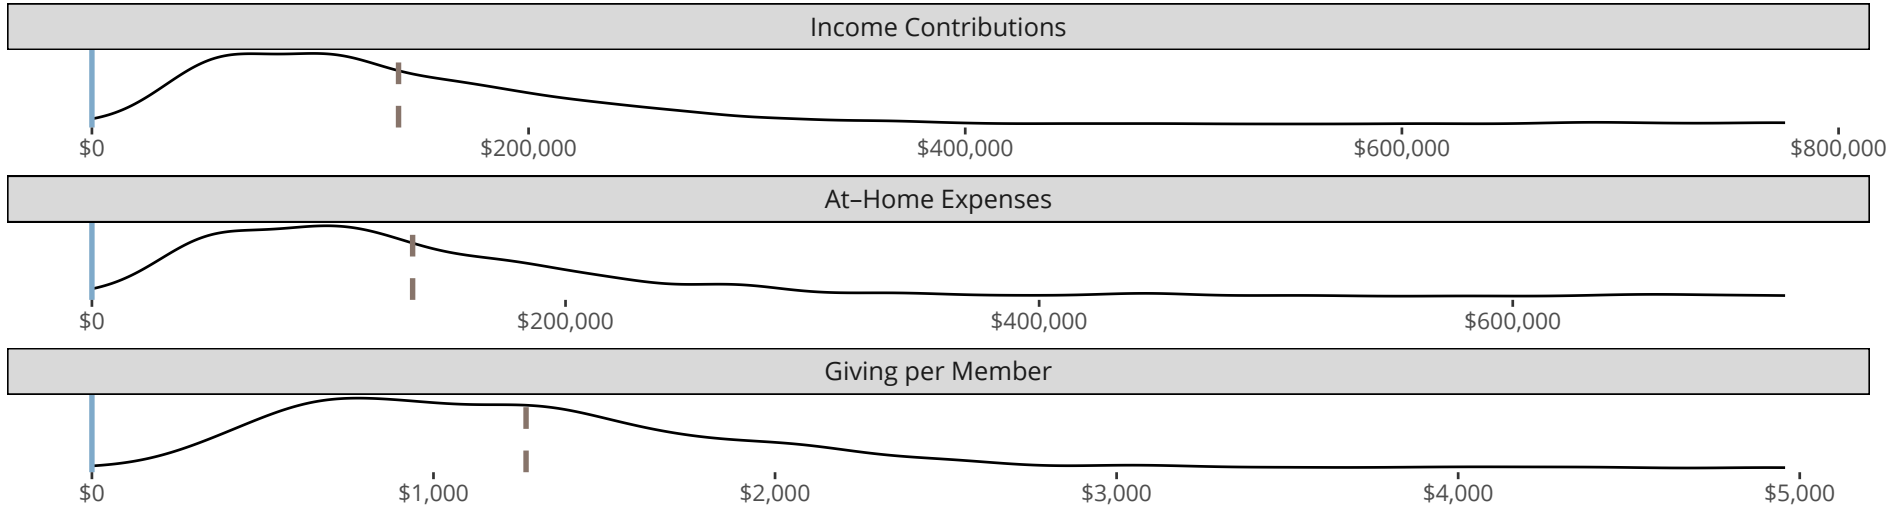 Income Contributions
$0 $200,000 $400,000 $600,000 $800,000
At–Home Expenses
$0 $200,000 $400,000 $600,000
Giving per Member
$0 $1,000 $2,000 $3,000 $4,000 $5,000